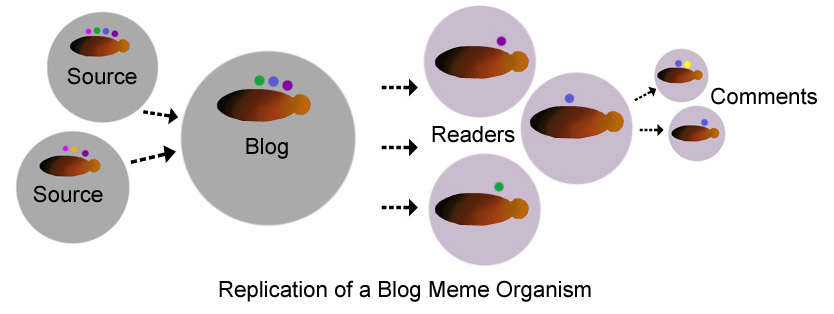 Source
Source
Blog
Readers
Comments
Replication of a Blog Meme Organism